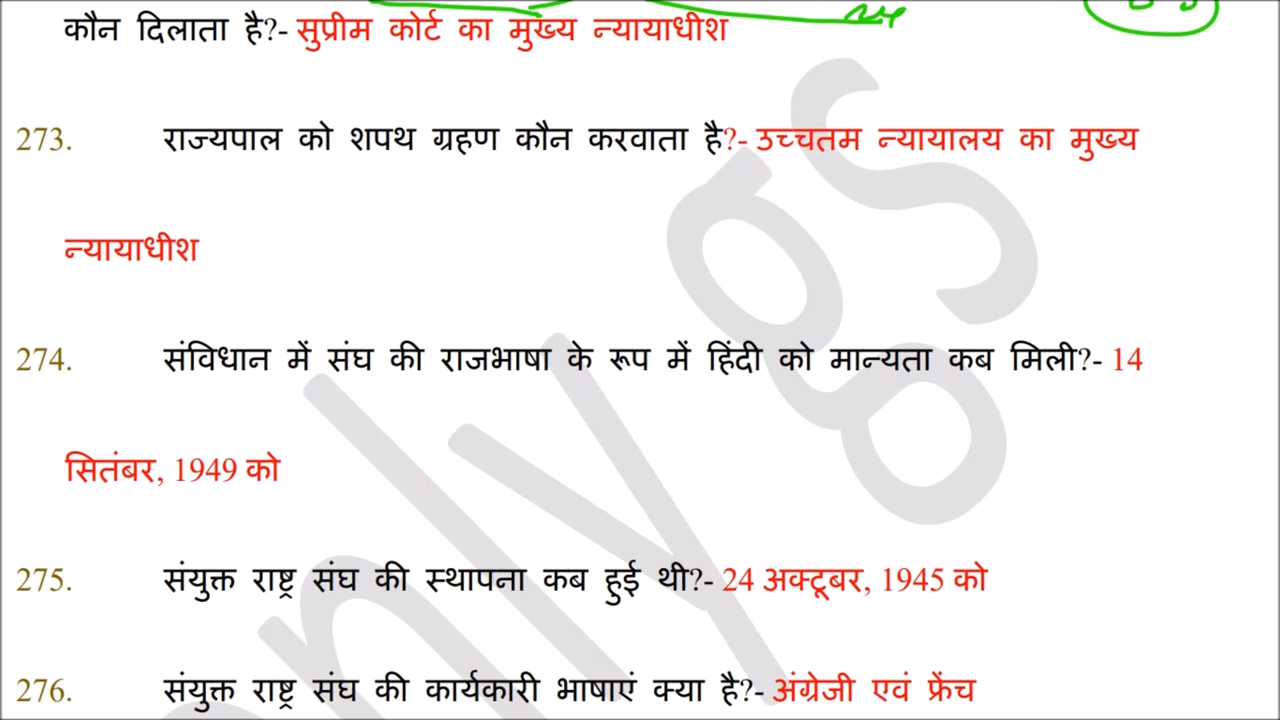 कौन दिलाता है?- सुप्रीम कोर्ट का मुख्य न्यायाधीश
273. राज्यपाल को शपथ ग्रहण कौन करवाता है?- उच्चतम न्यायालय का मुख्य
न्यायाधीश
274. संविधान में संघ की राजभाषा के रूप में हिंदी को मान्यता कब मिली?- 14
सितंबर, 1949 को
275. संयुक्त राष्ट्र संघ की स्थापना कब हुई थी?- 24 अक्टूबर, 1945 को
276. संयुक्त राष्ट्र संघ की कार्यकारी भाषाएं क्या है?- अंग्रेजी एवं फ्रेंच